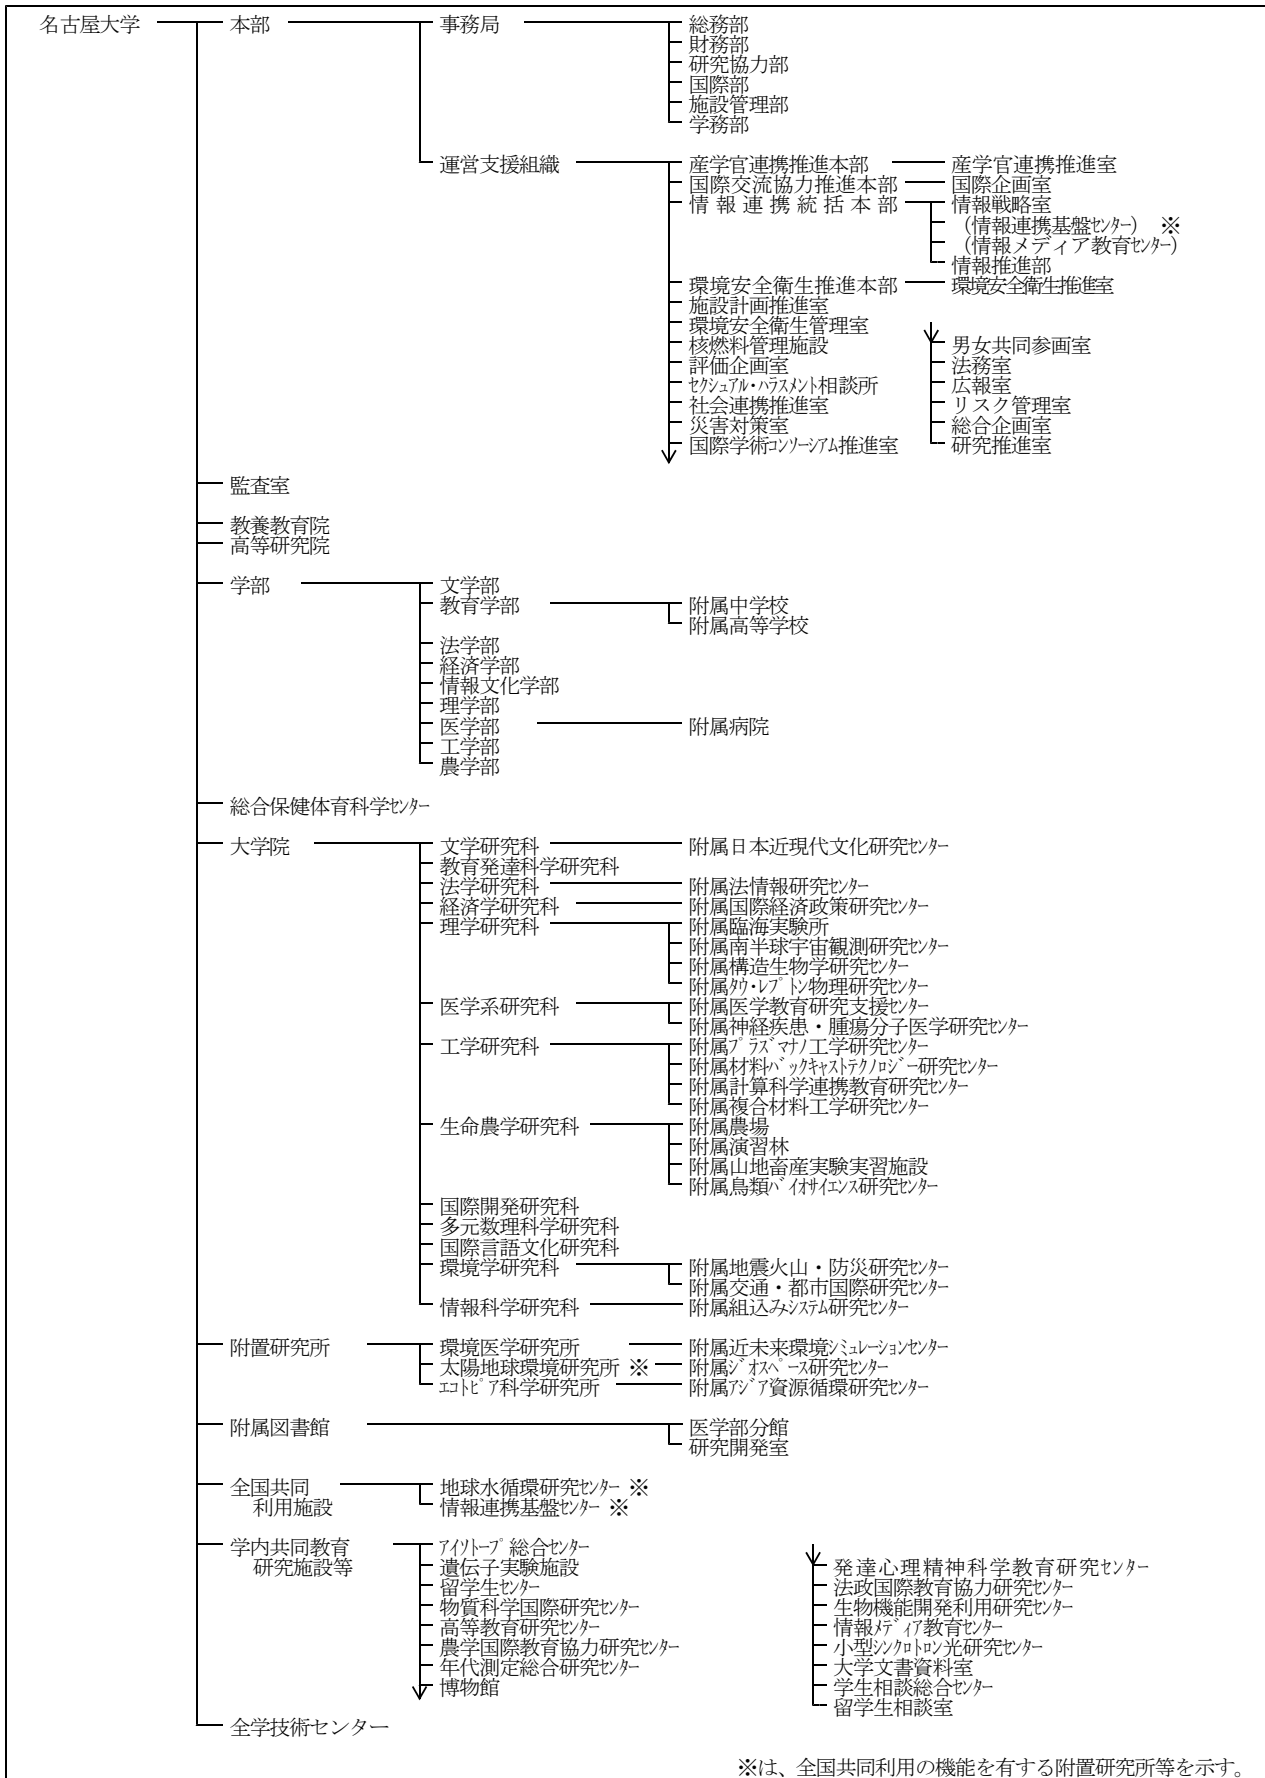 名古屋大学 本部 事務局 総務部
財務部
研究協力部
国際部
施設管理部
学務部
運営支援組織 産学官連携推進本部 産学官連携推進室
国際交流協力推進本部 国際企画室
情報連携統括本部 情報戦略室
(情報連携基盤センター) ※
(情報メディア教育センター)
情報推進部
環境安全衛生推進本部 環境安全衛生推進室
施設計画推進室
環境安全衛生管理室
核燃料管理施設 男女共同参画室
評価企画室 法務室
セクシュアル・ハラスメント相談所 広報室
社会連携推進室 リスク管理室
災害対策室 総合企画室
国際学術コンソーシアム推進室 研究推進室
監査室
教養教育院
高等研究院
学部 文学部
教育学部 附属中学校
附属高等学校
法学部
経済学部
情報文化学部
理学部
医学部 附属病院
工学部
農学部
総合保健体育科学センター
大学院 文学研究科 附属日本近現代文化研究センター
教育発達科学研究科
法学研究科 附属法情報研究センター
経済学研究科 附属国際経済政策研究センター
理学研究科 附属臨海実験所
附属南半球宇宙観測研究センター
附属構造生物学研究センター
附属タウ・レプトン物理研究センター
医学系研究科 附属医学教育研究支援センター
附属神経疾患・腫瘍分子医学研究センター
工学研究科 附属プラズマナノ工学研究センター
附属材料バックキャストテクノロジー研究センター
附属計算科学連携教育研究センター
附属複合材料工学研究センター
生命農学研究科 附属農場
附属演習林
附属山地畜産実験実習施設
附属鳥類バイオサイエンス研究センター
国際開発研究科
多元数理科学研究科
国際言語文化研究科
環境学研究科 附属地震火山・防災研究センター
附属交通・都市国際研究センター
情報科学研究科 附属組込みシステム研究センター
附置研究所 環境医学研究所 附属近未来環境シミュレーションセンター
太陽地球環境研究所 ※ 附属ジオスペース研究センター
エコトピア科学研究所 附属アジア資源循環研究センター
附属図書館 医学部分館
研究開発室
全国共同 地球水循環研究センター ※
利用施設 情報連携基盤センター ※
学内共同教育 アイソトープ総合センター
研究施設等 遺伝子実験施設 発達心理精神科学教育研究センター
留学生センター 法政国際教育協力研究センター
物質科学国際研究センター 生物機能開発利用研究センター
高等教育研究センター 情報メディア教育センター
農学国際教育協力研究センター 小型シンクロトロン光研究センター
年代測定総合研究センター 大学文書資料室
博物館 学生相談総合センター
留学生相談室
全学技術センター
※は、全国共同利用の機能を有する附置研究所等を示す。